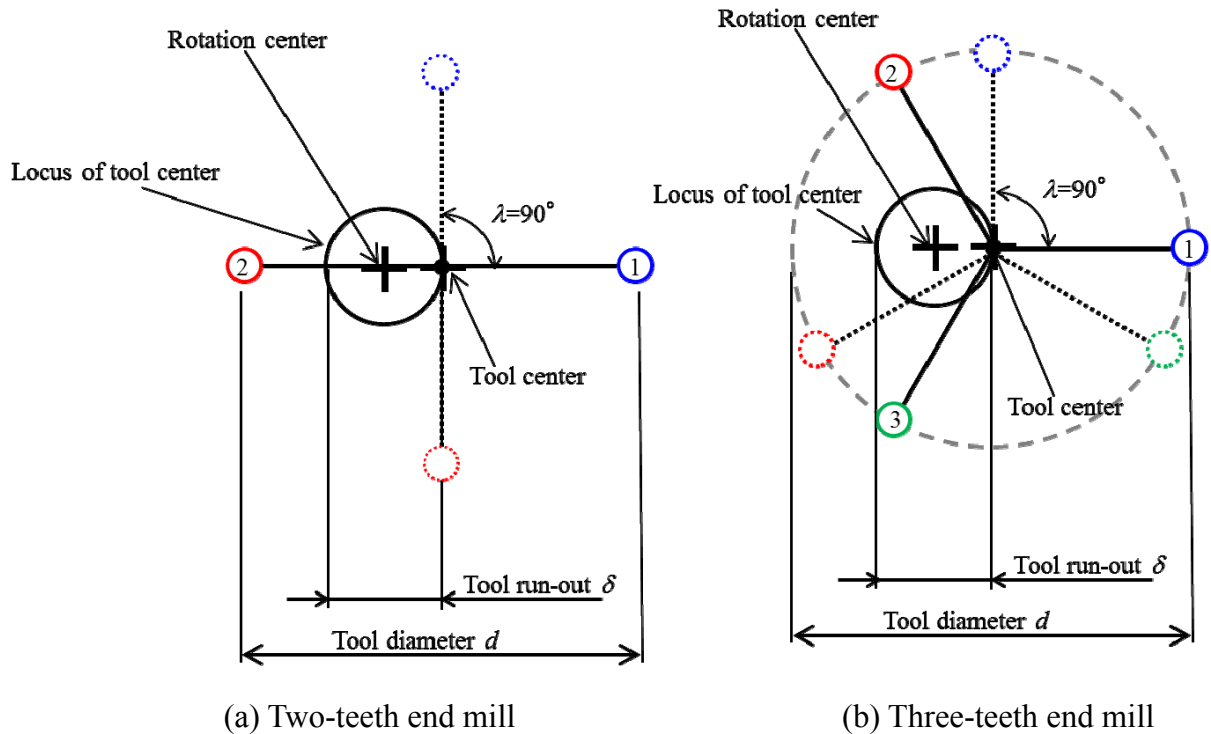 Rotation center
Locus of tool center
λ=90°
2
1
Tool center
Tool run-out δ
Tool diameter d
(a) Two-teeth end mill
Rotation center
2
Locus of tool center
λ=90°
1
3
Tool center
Tool run-out δ
Tool diameter d
(b) Three-teeth end mill